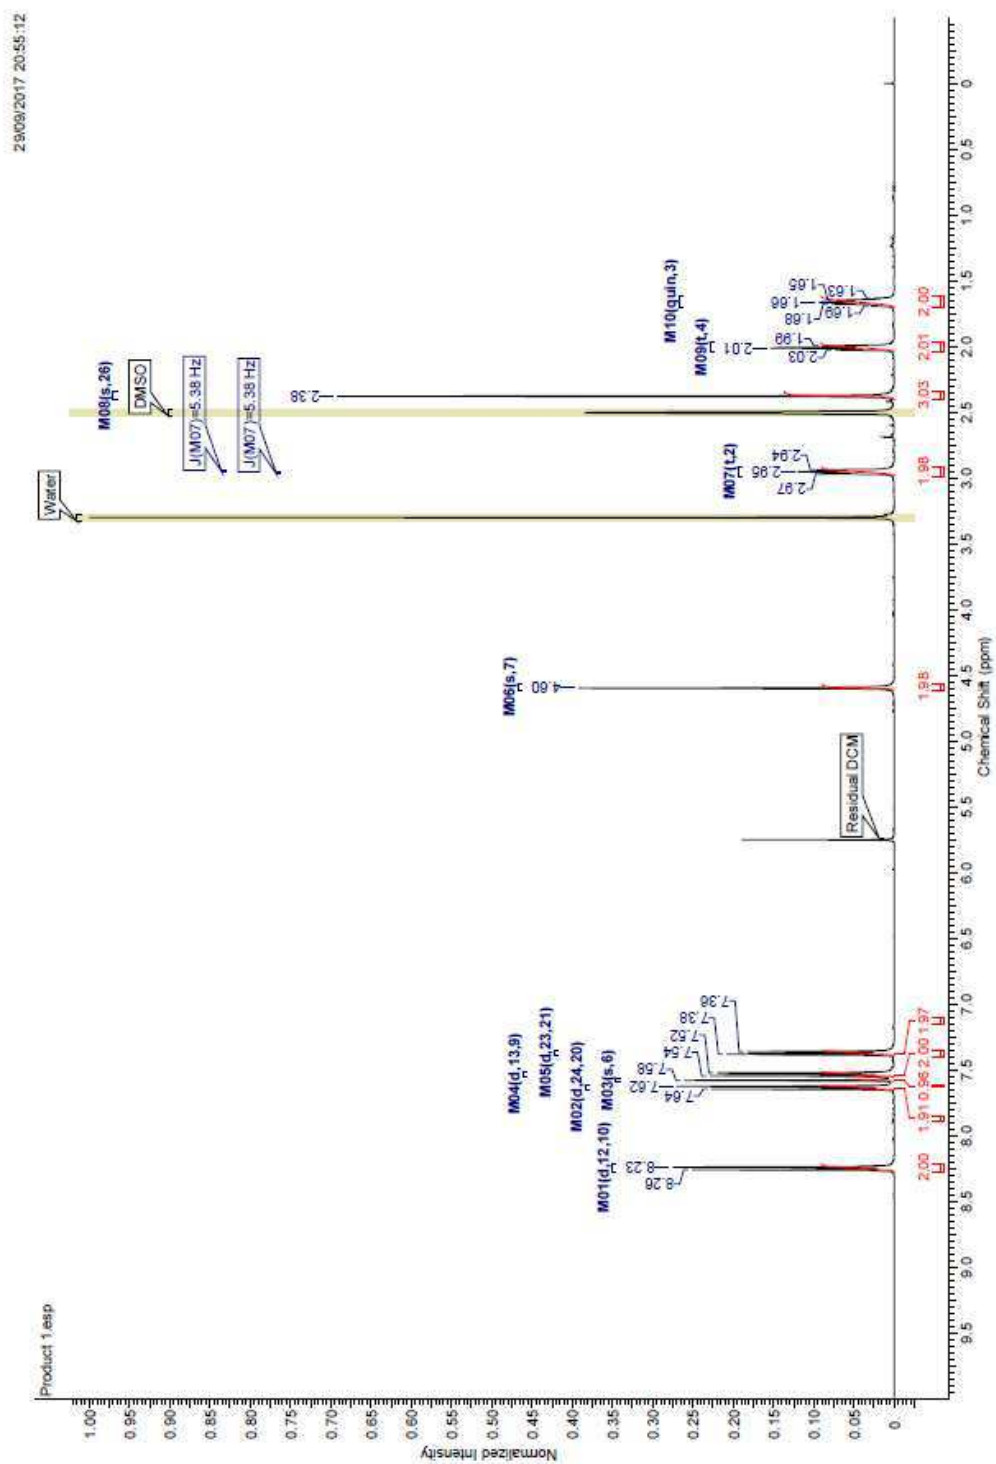 Product 1.esp
29/09/2017 20:55:12
Water
M08(s,26)
DMSO
J(M07)=5.38 Hz
J(M07)=5.38 Hz
M10(quin,3)
M09(t,4)
M07(t,2)
M06(s,7)
M04(d,13,9)
M05(d,23,21)
M02(d,24,20)
M03(s,6)
M01(d,12,10)
Residual DCM
8.26
8.23
7.64
7.62
7.58
7.54
7.52
7.38
7.36
4.60
2.97
2.95
2.94
2.38
2.03
2.01
1.99
1.69
1.68
1.66
1.65
1.63
2.00
1.91
0.96
2.00
1.97
1.98
1.98
3.03
2.01
2.00
1.00
0.95
0.90
0.85
0.80
0.75
0.70
0.65
0.60
0.55
0.50
0.45
0.40
0.35
0.30
0.25
0.20
0.15
0.10
0.05
0
Normalized Intensity
9.5 9.0 8.5 8.0 7.5 7.0 6.5 6.0 5.5 5.0 4.5 4.0 3.5 3.0 2.5 2.0 1.5 1.0 0.5 0
Chemical Shift (ppm)